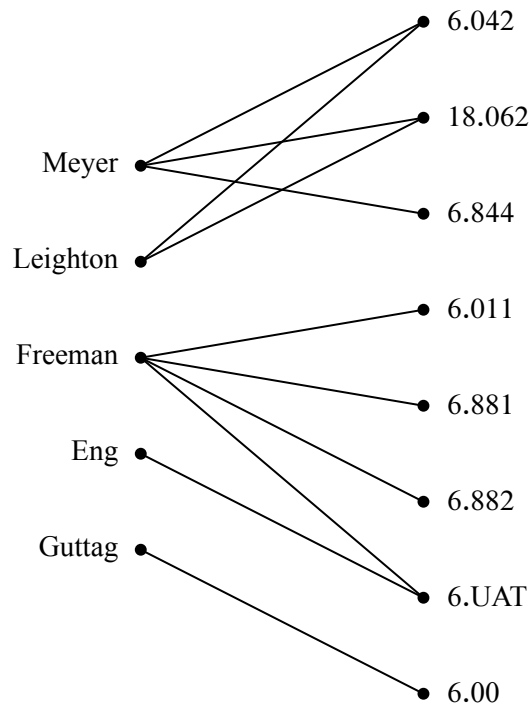 6.042
18.062
Meyer
6.844
Leighton
6.011
Freeman
6.881
Eng
6.882
Guttag
6.UAT
6.00